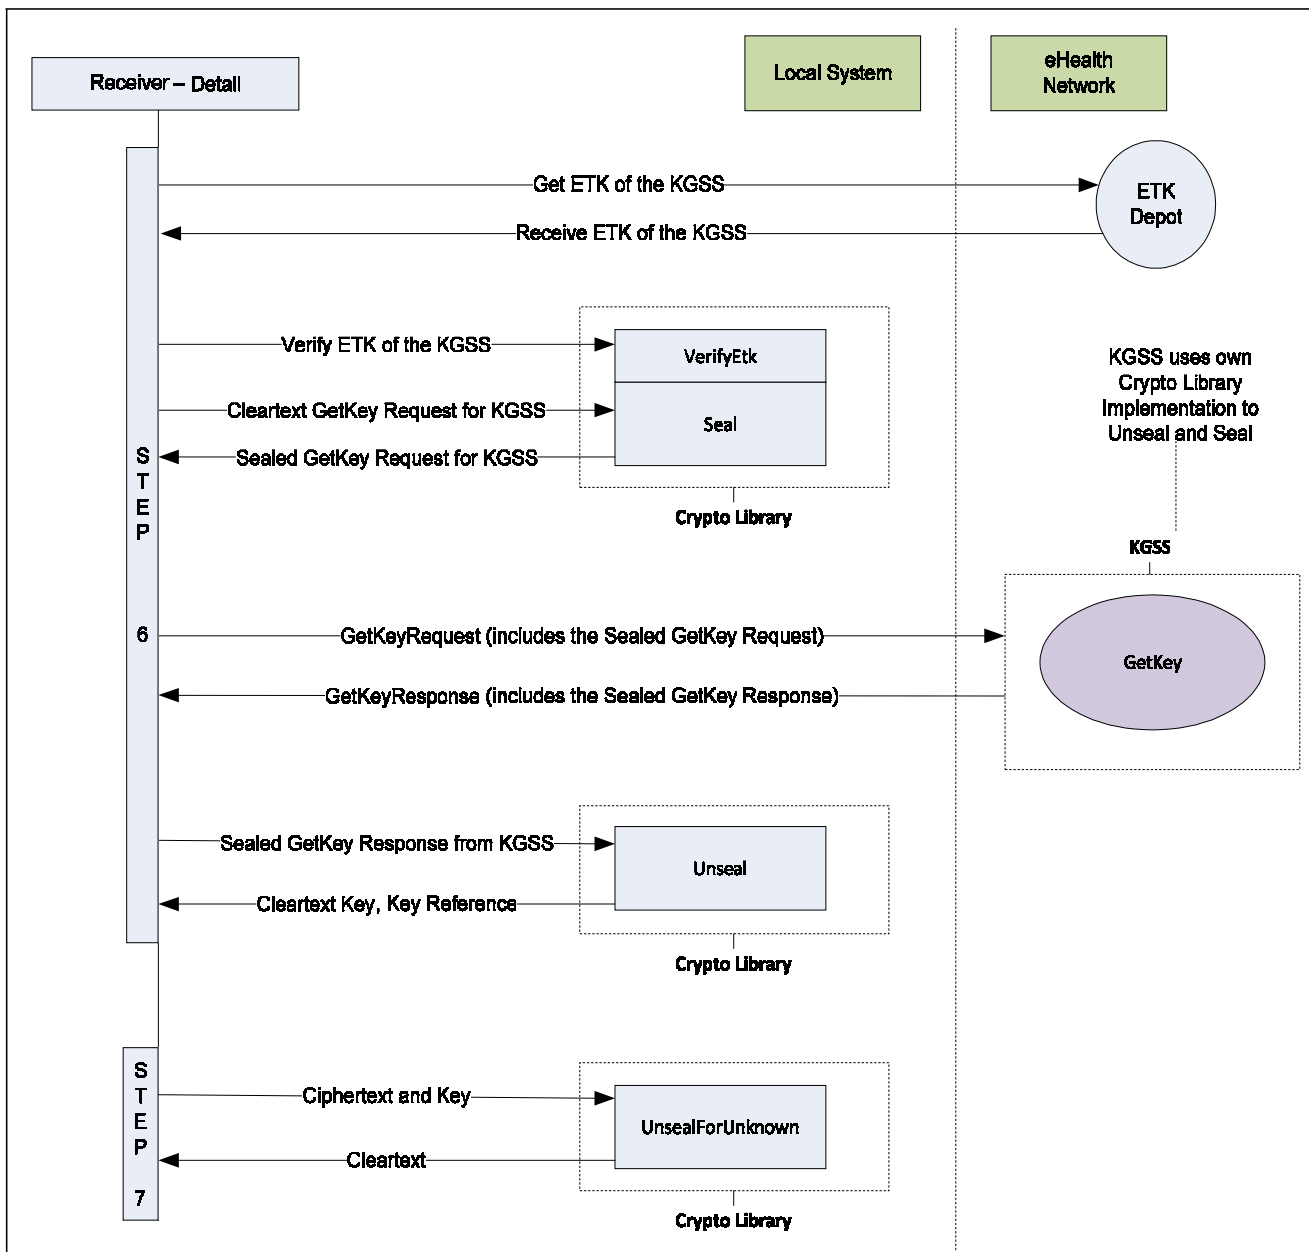 Receiver – Detail
Local System
eHealth
Network
Get ETK of the KGSS
ETK
Depot
Receive ETK of the KGSS
Verify ETK of the KGSS
VerifyEtk
KGSS uses own
Crypto Library
Implementation to
Unseal and Seal
Cleartext GetKey Request for KGSS
Seal
Sealed GetKey Request for KGSS
Crypto Library
S
T
E
P
6
KGSS
GetKeyRequest (includes the Sealed GetKey Request)
GetKey
GetKeyResponse (includes the Sealed GetKey Response)
Sealed GetKey Response from KGSS
Unseal
Cleartext Key, Key Reference
Crypto Library
S
T
E
P
7
Ciphertext and Key
UnsealForUnknown
Cleartext
Crypto Library